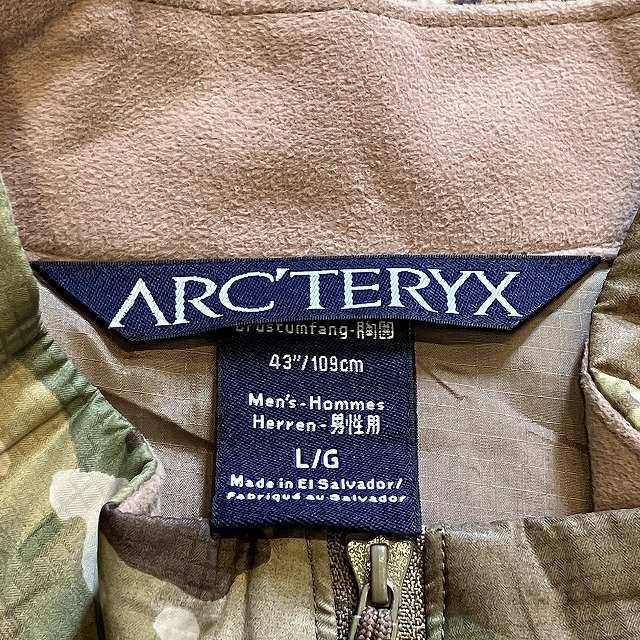 ARC'TERYX
Brustumfang-胸囲
43"/109cm
Men's-Hommes
Herren-男性用
L/G
Made in El Salvador/
Fabriqué au Salvador